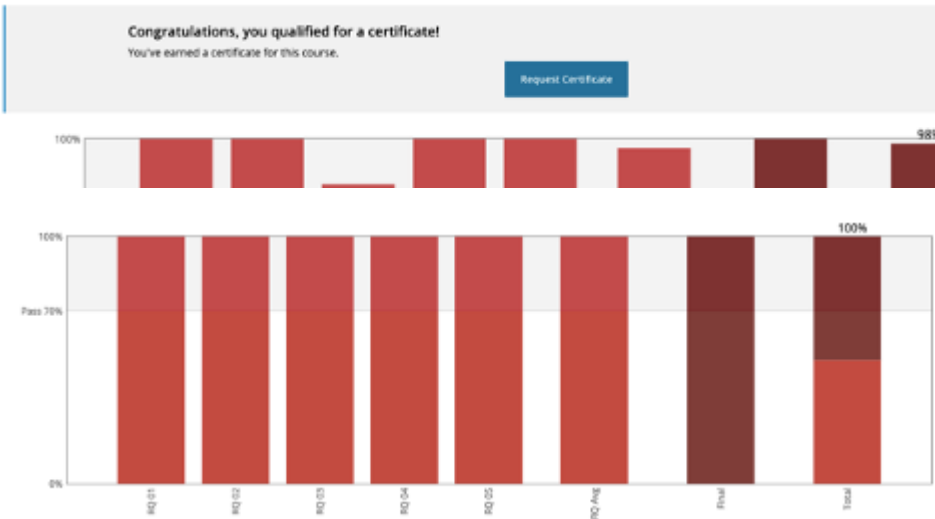 Congratulations, you qualified for a certificate!
You've earned a certificate for this course.
Request Certificate
98%
100%
100%
100%
Pass 70%
0%
RQ 01
RQ 02
RQ 03
RQ 04
RQ 05
RQ Avg
Final
Total